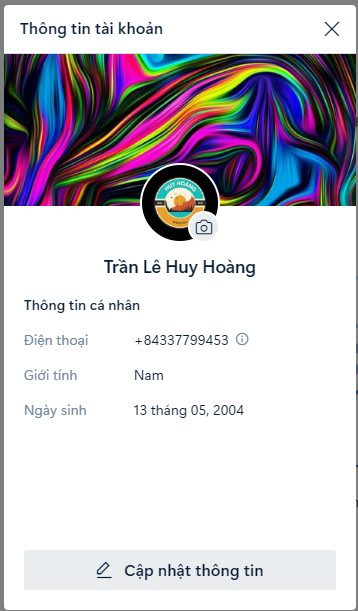 Thông tin tài khoản
HUY HOÀNG
Trần Lê Huy Hoàng
Thông tin cá nhân
Điện thoại +84337799453
Giới tính Nam
Ngày sinh 13 tháng 05, 2004
Cập nhật thông tin